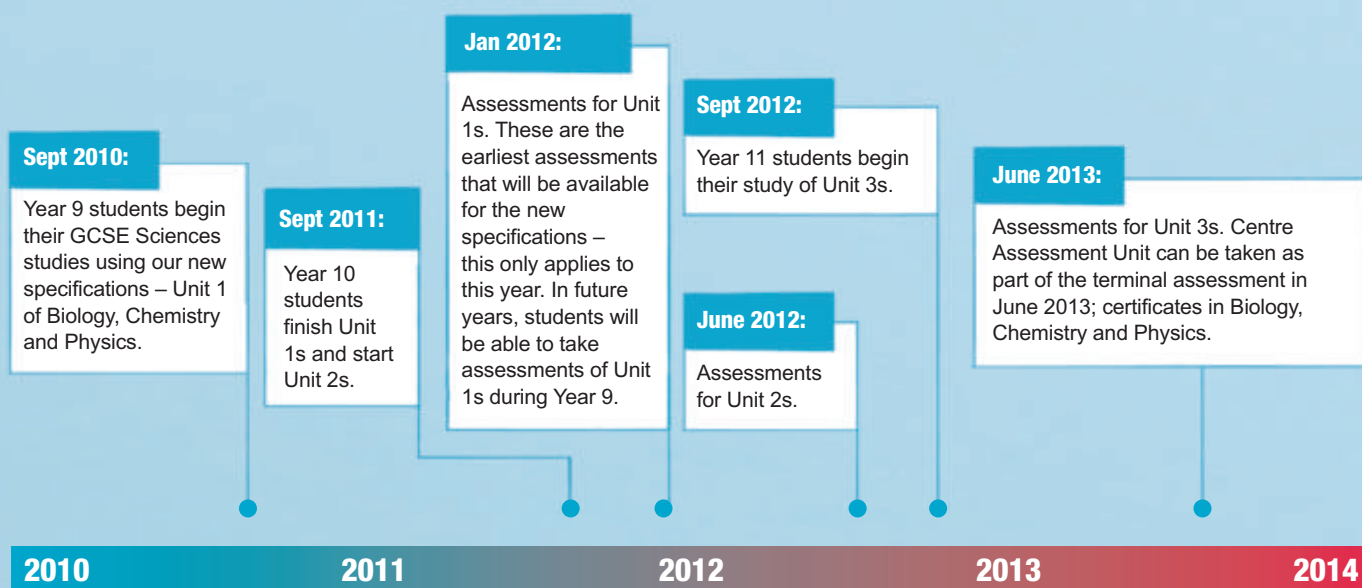 Sept 2010:
Year 9 students begin
their GCSE Sciences
studies using our new
specifications – Unit 1
of Biology, Chemistry
and Physics.
Sept 2011:
Year 10
students
finish Unit
1s and start
Unit 2s.
Jan 2012:
Assessments for Unit
1s. These are the
earliest assessments
that will be available
for the new
specifications –
this only applies to
this year. In future
years, students will
be able to take
assessments of Unit
1s during Year 9.
June 2012:
Assessments
for Unit 2s.
Sept 2012:
Year 11 students begin
their study of Unit 3s.
June 2013:
Assessments for Unit 3s. Centre
Assessment Unit can be taken as
part of the terminal assessment in
June 2013; certificates in Biology,
Chemistry and Physics.
2010 2011 2012 2013 2014